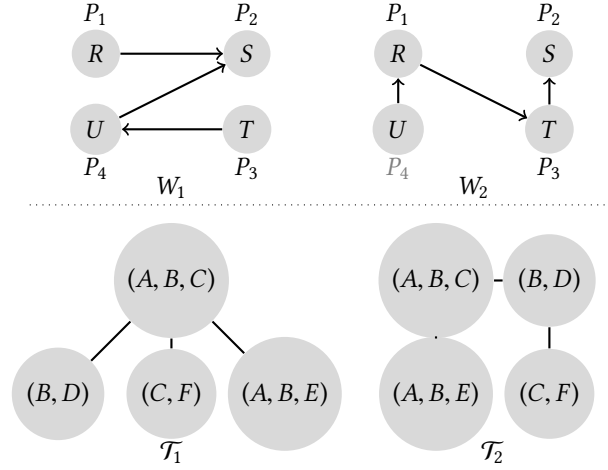 P₁ P₂ P₁ P₂
R S R S
U T U T
P₄ P₃ P₄ P₃
W₁ W₂
(A, B, C) (A, B, C) (B, D)
(B, D) (C, F) (A, B, E) (A, B, E) (C, F)
𝒯₁ 𝒯₂